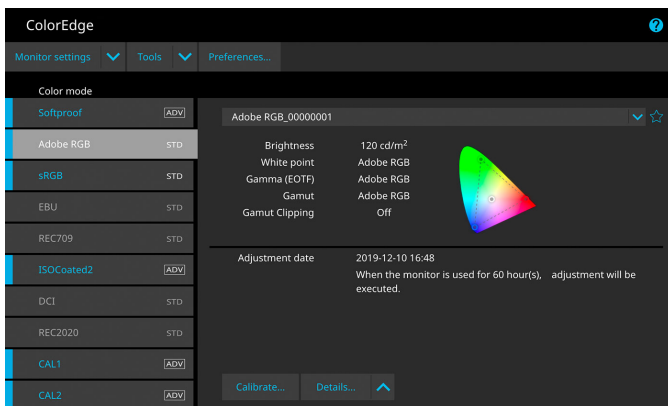 ColorEdge
?
Monitor settings Tools Preferences...
Color mode
Softproof ADV
Adobe RGB STD
sRGB STD
EBU STD
REC709 STD
ISOCoated2 ADV
DCI STD
REC2020 STD
CAL1 ADV
CAL2 ADV
Adobe RGB_00000001
Brightness 120 cd/m²
White point Adobe RGB
Gamma (EOTF) Adobe RGB
Gamut Adobe RGB
Gamut Clipping Off
Adjustment date 2019-12-10 16:48
When the monitor is used for 60 hour(s), adjustment will be
executed.
Calibrate... Details...